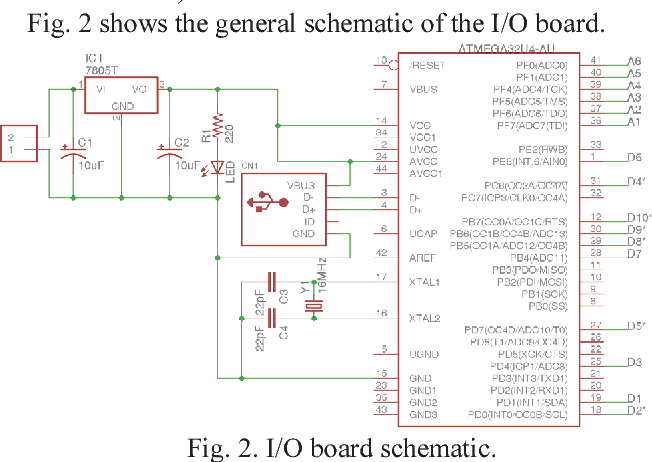 Fig. 2 shows the general schematic of the I/O board.
ATMEGA32U4-AU
IC1
7805T
VI
VO
GND
1
2
3
2
1
C1
10uF
C2
10uF
R1
220
LED
CN1
VBUS
D-
D+
ID
GND
22pF
C3
22pF
C4
Y1
16MHz
13 /RESET
7 VBUS
14 VCC
34 VCC1
2 UVCC
24 AVCC
44 AVCC1
3 D-
4 D+
6 UCAP
42 AREF
17 XTAL1
16 XTAL2
5 UGND
15 GND
23 GND1
35 GND2
43 GND3
PF0(ADC0) 41 A6
PF1(ADC1) 40 A5
PF4(ADC4/TCK) 39 A4
PF5(ADC5/TMS) 38 A3
PF6(ADC6/TDO) 37 A2
PF7(ADC7(TDI) 36 A1
PE2(HWB) 33
PE6(INT.6/AIN0) 1 D6
PC6(OC3A/OC4A) 31 D4*
PC7(ICP3/CLK0/OC4A) 32
PB7(OC0A/OC1C/RTS) 12 D10*
PB6(OC1B/OC4B/ADC13) 30 D9*
PB5(OC1A/ADC12/OC4B) 29 D8*
PB4(ADC11) 28 D7
PB3(PDO/MISO) 11
PB2(PDI/MOSI) 10
PB1(SCK) 9
PB0(SS) 8
PD7(OC4D/ADC10/T0) 27 D5*
PD6(T1/ADC9/OC4D) 26
PD5(XCK/CTS) 22
PD4(ICP1/ADC8) 25 D3
PD3(INT3/TXD1) 21
PD2(INT2/RXD1) 20
PD1(INT1/SDA) 19 D1
PD0(INT0/OC0B/SCL) 18 D2*
Fig. 2. I/O board schematic.